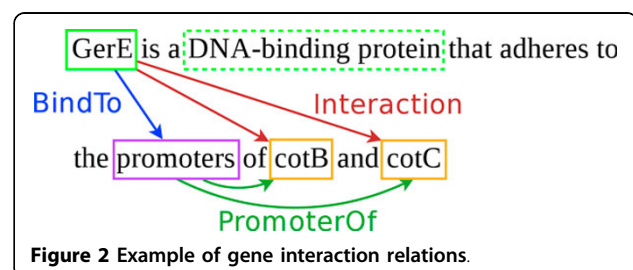 GerE is a DNA-binding protein that adheres to
BindTo
Interaction
the promoters of cotB and cotC
PromoterOf
Figure 2 Example of gene interaction relations.